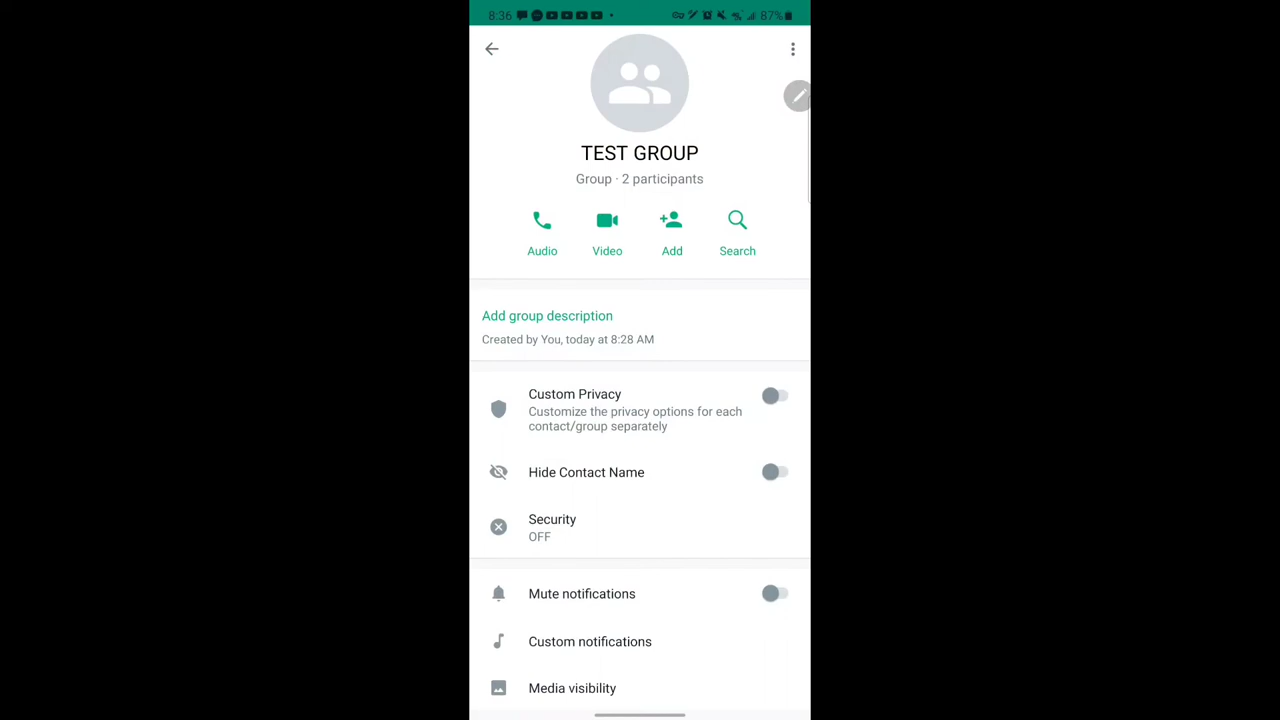 8:36
87%
TEST GROUP
Group · 2 participants
Audio
Video
Add
Search
Add group description
Created by You, today at 8:28 AM
Custom Privacy
Customize the privacy options for each
contact/group separately
Hide Contact Name
Security
OFF
Mute notifications
Custom notifications
Media visibility